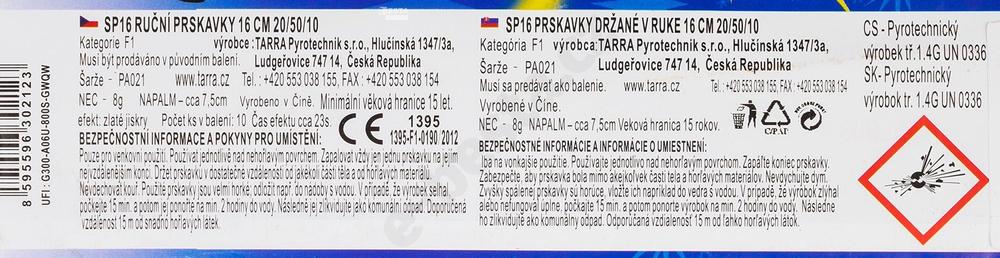 8 595596 302123
UFI: G300-A06U-800S-GWQW
SP16 RUČNÍ PRSKAVKY 16 CM 20/50/10
Kategorie F1 výrobce: TARRA Pyrotechnik s.r.o., Hlučínská 1347/3a,
Musí být prodáváno v původním balení. Ludgeřovice 747 14, Česká Republika
Šarže - PA021 www.tarra.cz Tel.: +420 553 038 155, FAX +420 553 038 154
NEC - 8g NAPALM – cca 7,5cm Vyrobeno v Číně. Minimální věková hranice 15 let.
efekt: zlaté jiskry Počet ks v balení: 10 Čas efektu cca 23s.
CE 1395
1395-F1-0190/2012
BEZPEČNOSTNÍ INFORMACE A POKYNY PRO UMÍSTĚNÍ:
Pouze pro venkovní použití. Používat jednotlivě nad nehořlavým povrchem. Zapalovat vždy jen jednu prskavku na jejím
nejvzdálenějším konci. Držet prskavky v dostatečné vzdálenosti od jakékoli části těla a od hořlavých materiálů.
Nevdechovat kouř. Použité prskavky jsou velmi horké, odložit např. do nádoby s vodou. V případě, že výrobek selhal,
počkejte 15 min, a potom jej ponořte na min. 2 hodiny do vody. Následně jej zlikvidujte jako komunální odpad. Doporučená
vzdálenost 15 m od snadno hořlavých látek.
SP16 PRSKAVKY DRŽANÉ V RUKE 16 CM 20/50/10
Kategória F1 výrobca: TARRA Pyrotechnik s.r.o., Hlučínská 1347/3a,
Šarže - PA021 Ludgeřovice 747 14, Česká Republika
Musí sa predávať ako balenie. www.tarra.cz Tel.: +420 553 038 155, FAX +420 553 038 154
Vyrobené v Číne.
NEC - 8g NAPALM – cca 7,5cm Veková hranica 15 rokov.
C/PAP
BEZPEČNOSTNÉ INFORMÁCIE A INFORMÁCIE O UMIESTNENÍ:
Iba na vonkajšie použitie. Používajte jednotlivo nad nehorľavým povrchom. Zapáľte koniec prskavky.
Zabezpečte, aby prskavka bola mimo akejkoľvek časti tela a horľavých materiálov. Nevdychujte dym.
Zvyšky spálenej prskavky sú horúce, vložte ich napríklad do vedra s vodou. V prípade, že výrobok zlyhal
alebo nefungoval úplne, počkajte 15 min. a potom ponorte výrobok na min. 2 hodiny do vody. Následne
ho zlikvidujte ako komunálny odpad. Odporúčaná vzdialenosť 15 m od horľavých látok.
CS - Pyrotechnický
výrobek tř. 1.4G UN 0336
SK- Pyrotechnický
výrobok tr. 1.4G UN 0336